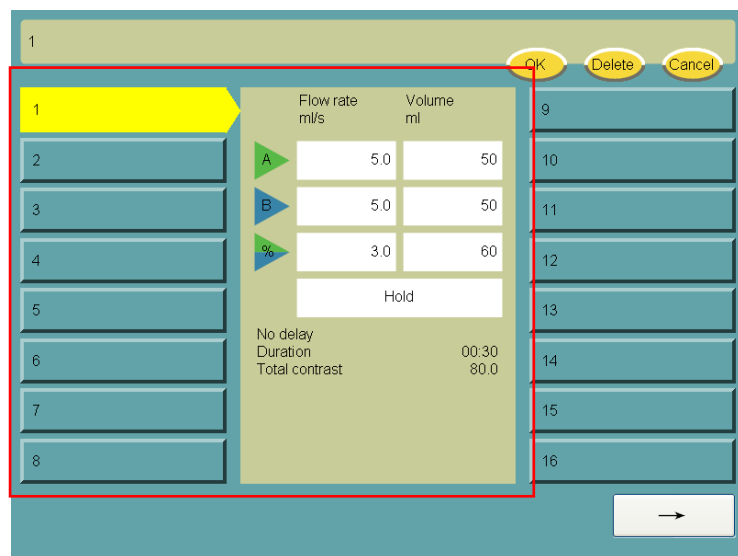 1
OK Delete Cancel
1
2
3
4
5
6
7
8
Flow rate Volume
ml/s ml
A 5.0 50
B 5.0 50
% 3.0 60
Hold
No delay
Duration 00:30
Total contrast 80.0
9
10
11
12
13
14
15
16
→